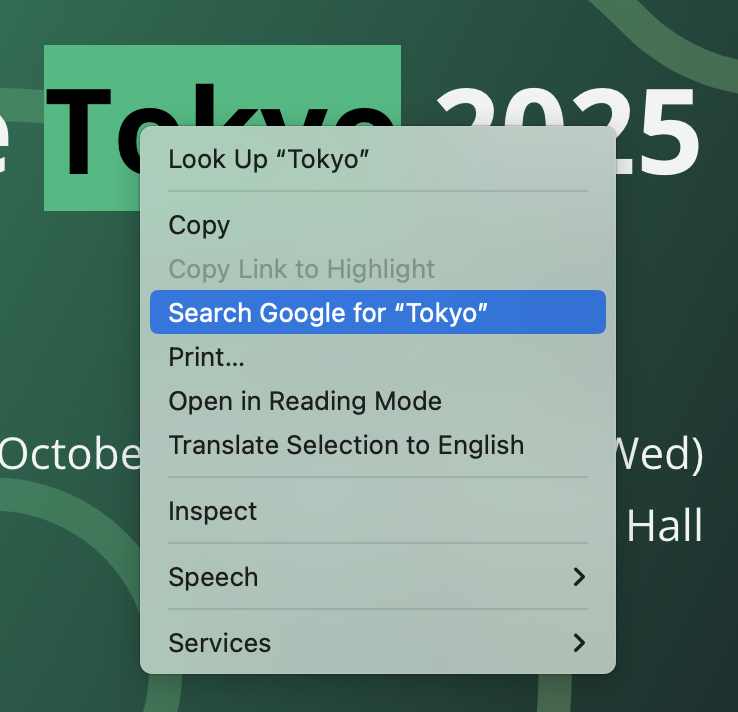 e Tokyo 2025
Look Up “Tokyo”
Copy
Copy Link to Highlight
Search Google for “Tokyo”
Print...
Open in Reading Mode
Translate Selection to English
Octobe Wed)
Inspect
Hall
Speech
Services